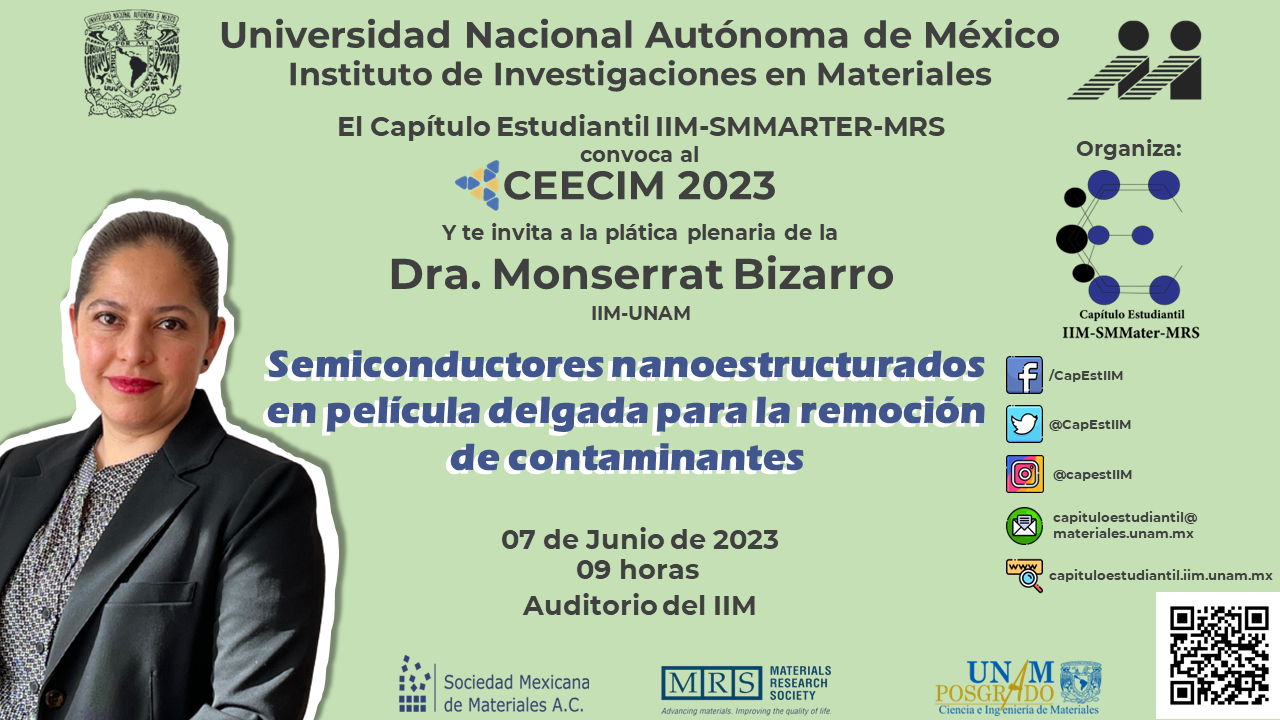 Universidad Nacional Autónoma de México
Instituto de Investigaciones en Materiales
El Capítulo Estudiantil IIM-SMMARTER-MRS
convoca al
CEECIM 2023
Y te invita a la plática plenaria de la
Dra. Monserrat Bizarro
IIM-UNAM
Semiconductores nanoestructurados
en película delgada para la remoción
de contaminantes
07 de Junio de 2023
09 horas
Auditorio del IIM
Organiza:
Capítulo Estudiantil
IIM-SMMater-MRS
/CapEstIIM
@CapEstIIM
@capestIIM
capituloestudiantil@
materiales.unam.mx
www
capituloestudiantil.iim.unam.mx
Sociedad Mexicana
de Materiales A.C.
MRS
MATERIALS
RESEARCH
SOCIETY
Advancing materials. Improving the quality of life.
UNAM
POSGRADO
Ciencia e Ingeniería de Materiales